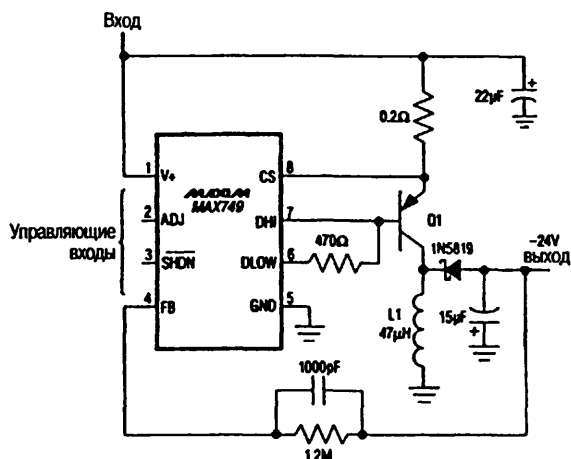 Вход
22µF
0.2Ω
1 V+
CS 8
MAXIM
MAX749
2 ADJ
DHI 7
Управляющие
входы
3 SHDN
DLOW 6
470Ω
Q1
1N5819
-24V
ВЫХОД
4 FB
GND 5
L1
47µH
15µF
1000pF
1.2M